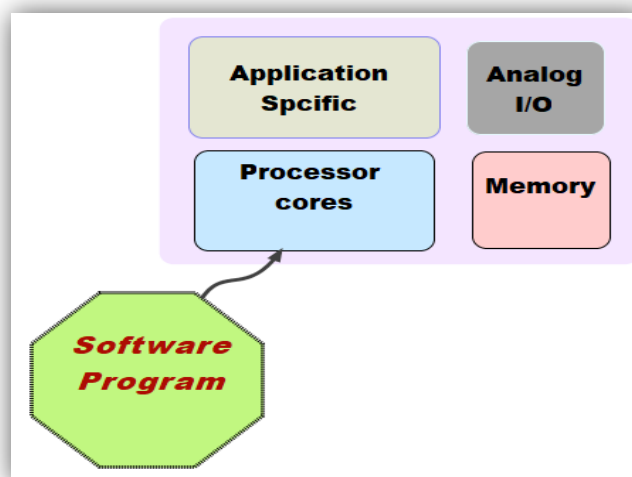 Application
Spcific
Analog
I/O
Processor
cores
Memory
Software
Program